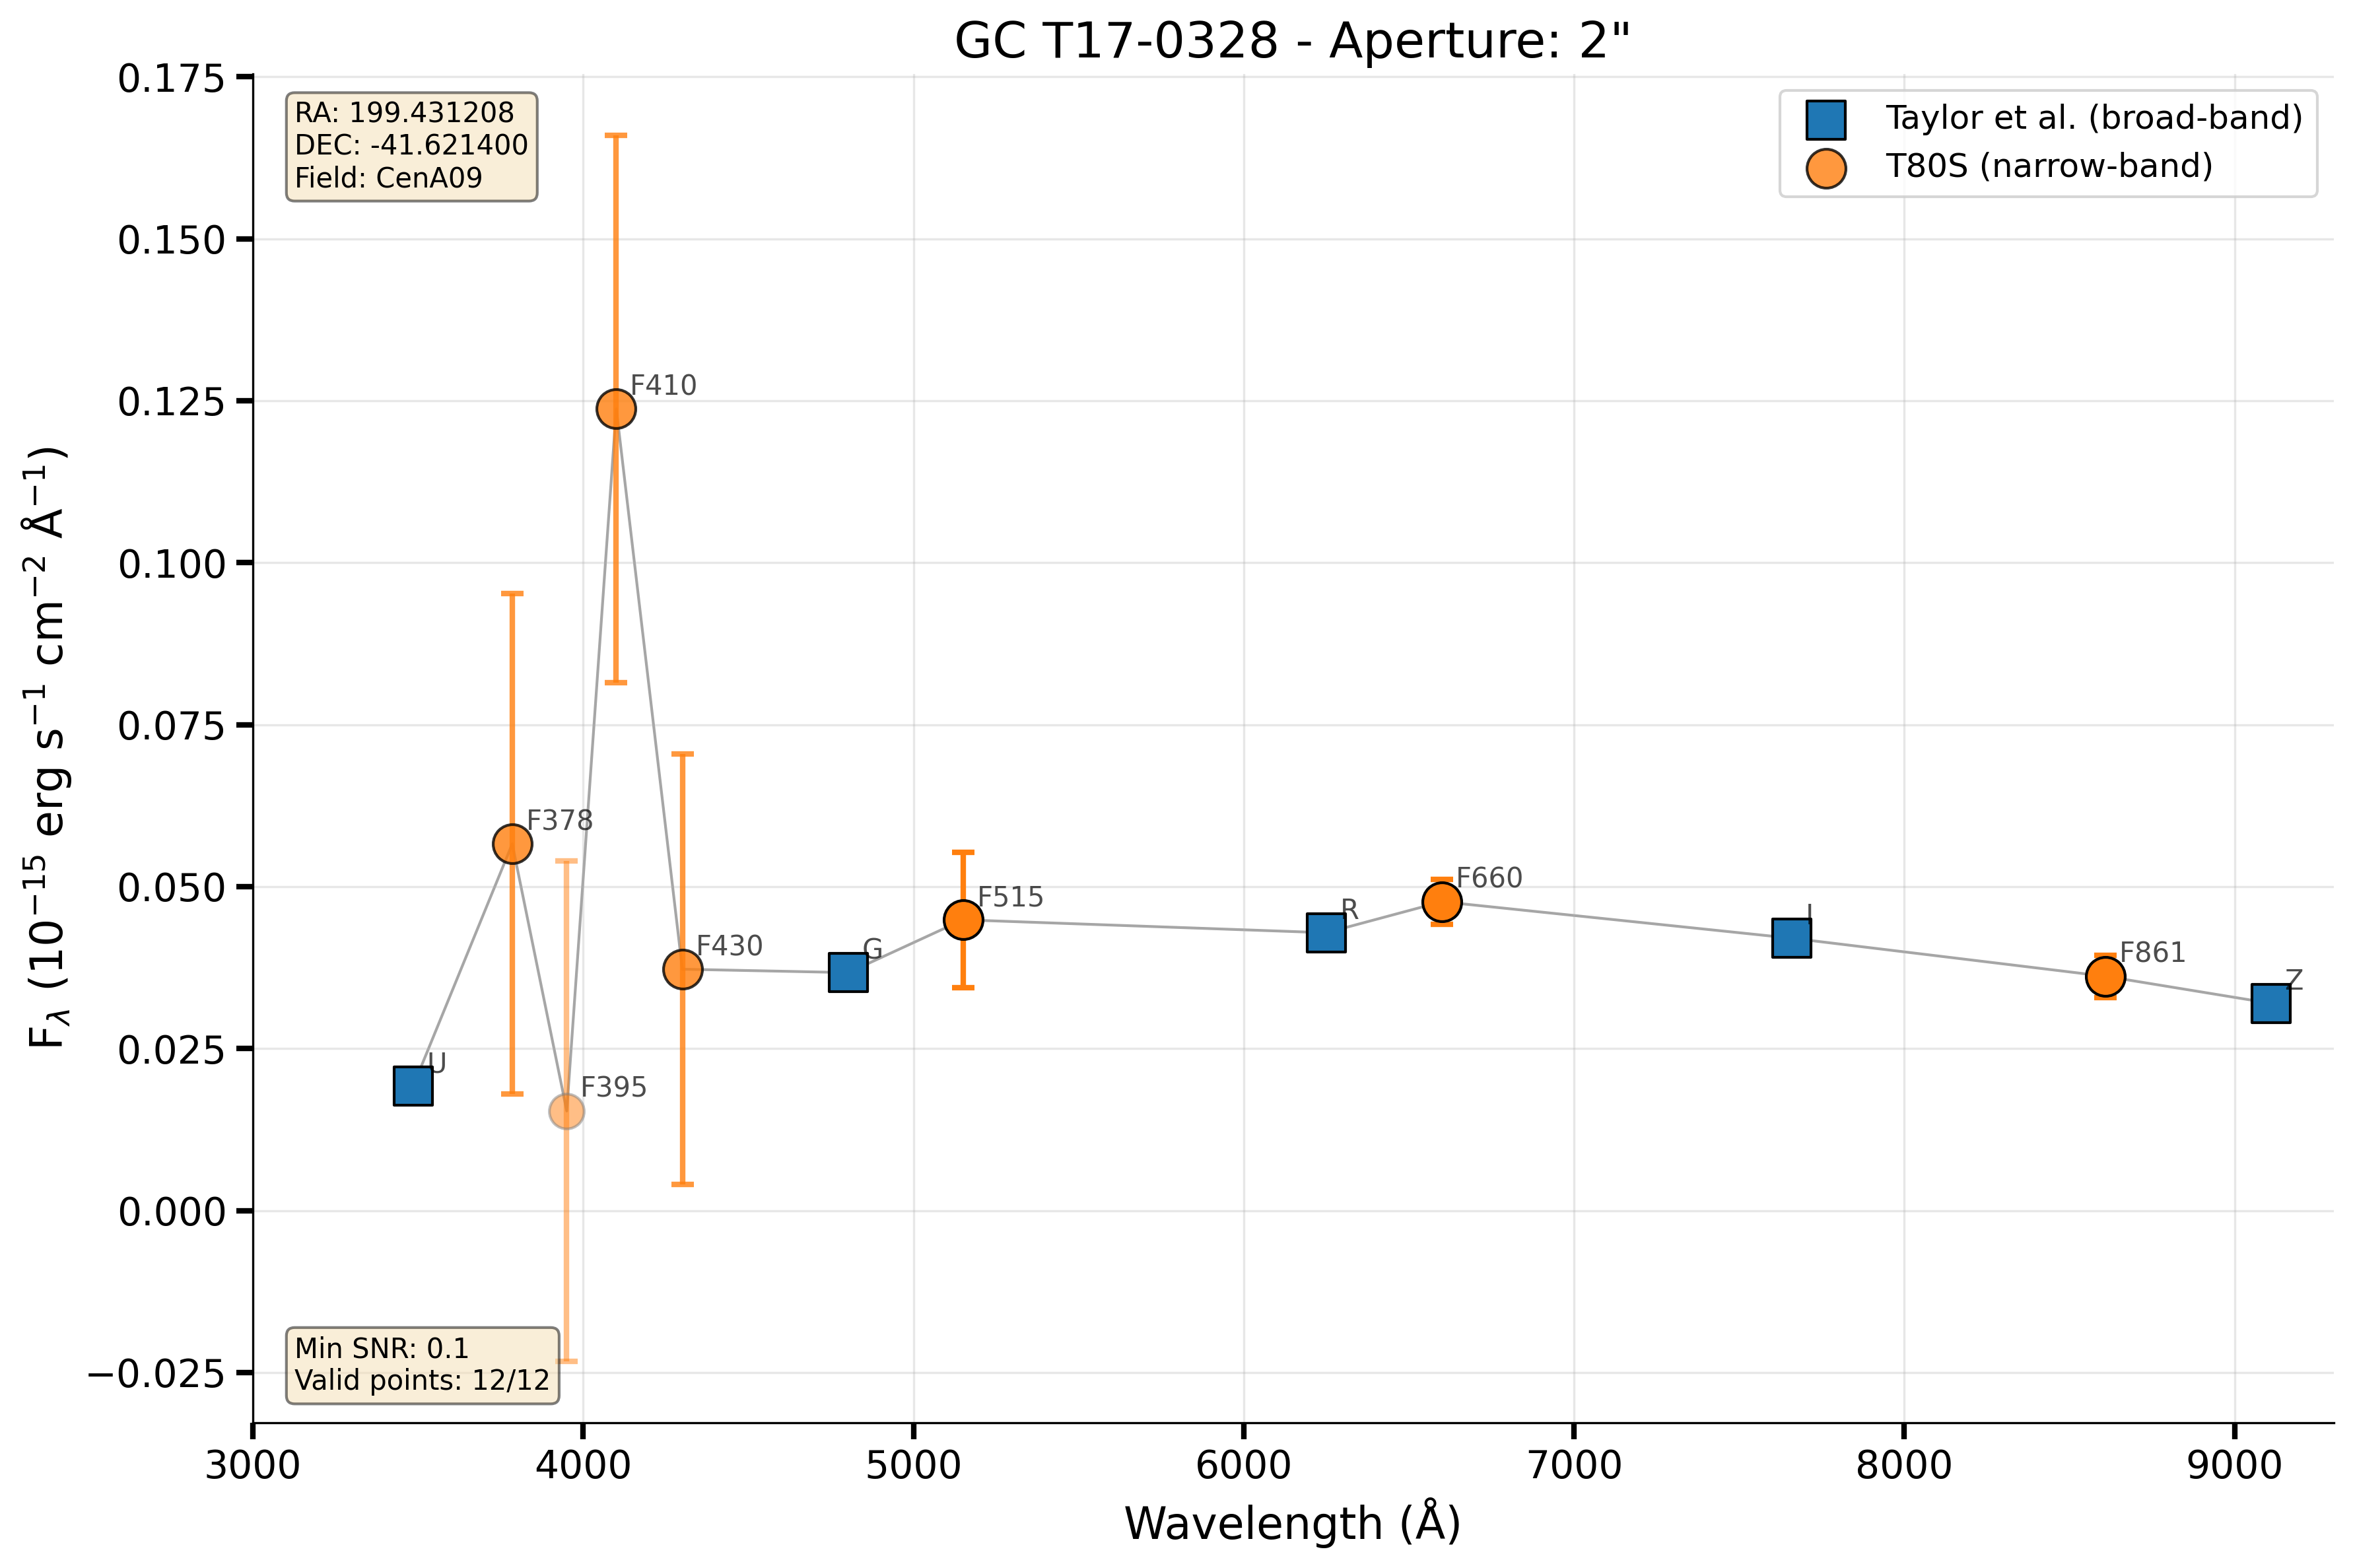 GC T17-0328 - Aperture: 2"
RA: 199.431208
DEC: -41.621400
Field: CenA09
Taylor et al. (broad-band)
T80S (narrow-band)
0.175
0.150
0.125
0.100
0.075
0.050
0.025
0.000
−0.025
F_λ (10⁻¹⁵ erg s⁻¹ cm⁻² Å⁻¹)
F410
F378
F395
F430
U
G
F515
R
F660
I
F861
Z
Min SNR: 0.1
Valid points: 12/12
3000 4000 5000 6000 7000 8000 9000
Wavelength (Å)